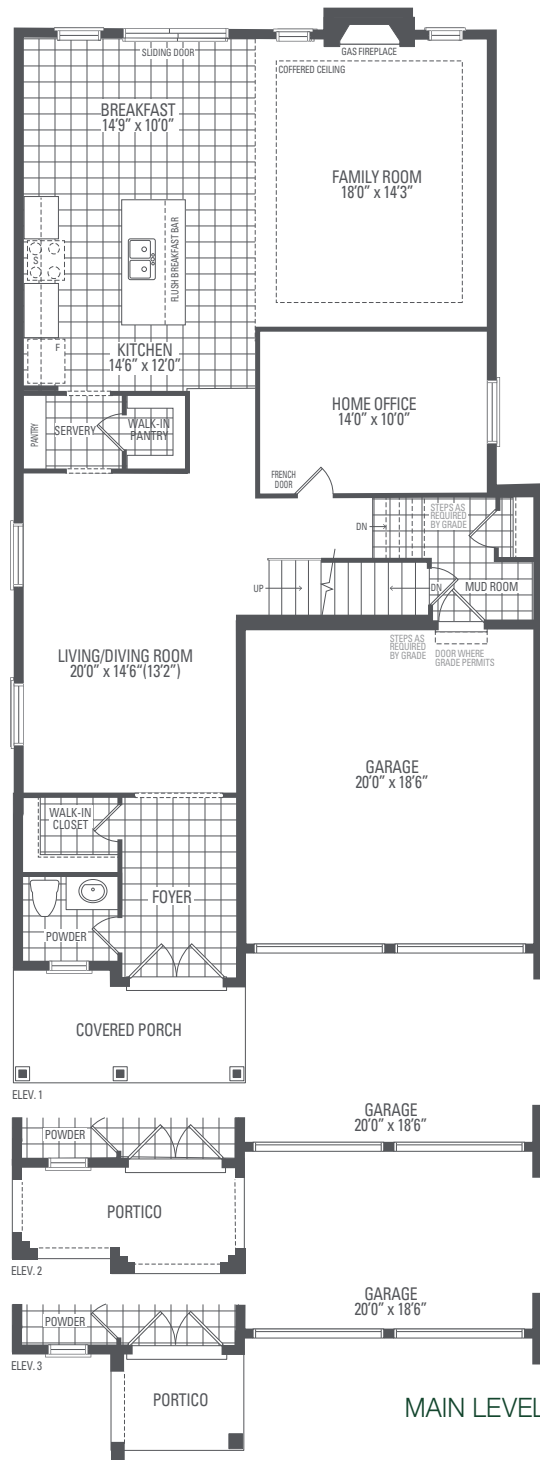 SLIDING DOOR
GAS FIREPLACE
COFFERED CEILING
BREAKFAST
14'9" x 10'0"
FAMILY ROOM
18'0" x 14'3"
FLUSH BREAKFAST BAR
S
F
KITCHEN
14'6" x 12'0"
HOME OFFICE
14'0" x 10'0"
PANTRY
SERVERY
WALK-IN
PANTRY
FRENCH
DOOR
STEPS AS
REQUIRED
BY GRADE
DN
UP
DN
MUD ROOM
STEPS AS
REQUIRED
BY GRADE
DOOR WHERE
GRADE PERMITS
LIVING/DIVING ROOM
20'0" x 14'6"(13'2")
GARAGE
20'0" x 18'6"
WALK-IN
CLOSET
FOYER
POWDER
COVERED PORCH
ELEV. 1
GARAGE
20'0" x 18'6"
POWDER
PORTICO
ELEV. 2
GARAGE
20'0" x 18'6"
POWDER
ELEV. 3
PORTICO
MAIN LEVEL